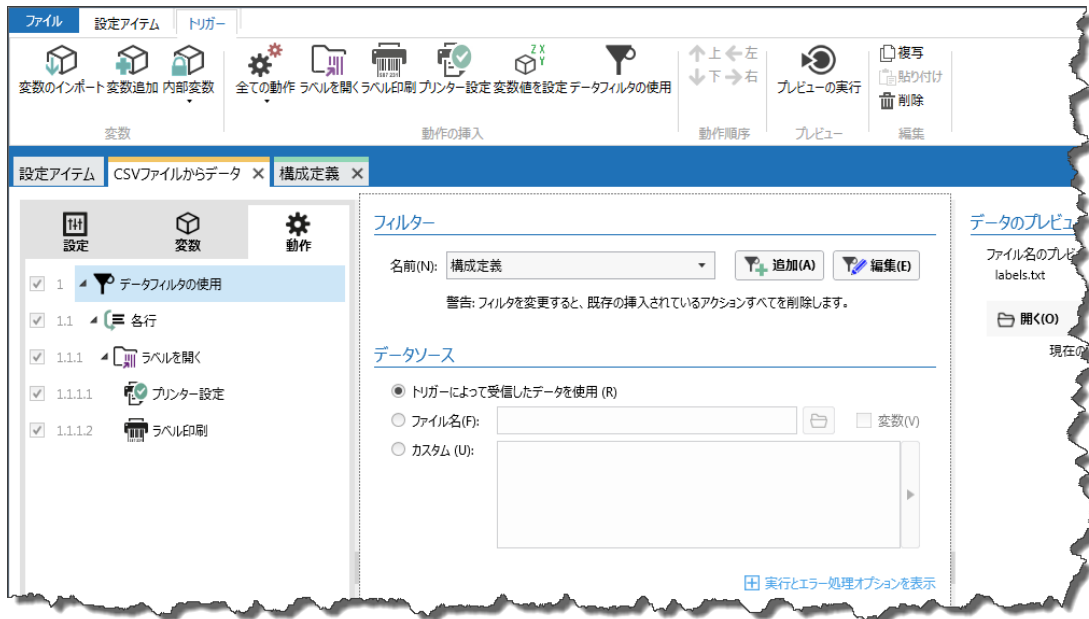 ファイル 設定アイテム トリガー
変数のインポート 変数追加 内部変数 全ての動作 ラベルを開く ラベル印刷 プリンター設定 変数値を設定 データフィルタの使用 上 左 下 右 プレビューの実行 複写 貼り付け 削除
変数 動作の挿入 動作順序 プレビュー 編集
設定アイテム CSVファイルからデータ 構成定義
設定 変数 動作
1 データフィルタの使用
1.1 各行
1.1.1 ラベルを開く
1.1.1.1 プリンター設定
1.1.1.2 ラベル印刷
フィルター
名前(N): 構成定義 追加(A) 編集(E)
警告: フィルタを変更すると、既存の挿入されているアクションすべてを削除します。
データソース
トリガーによって受信したデータを使用 (R)
ファイル名(F): 変数(V)
カスタム (U):
実行とエラー処理オプションを表示
データのプレビュ
ファイル名のプレビ
labels.txt
開く(O)
現在の